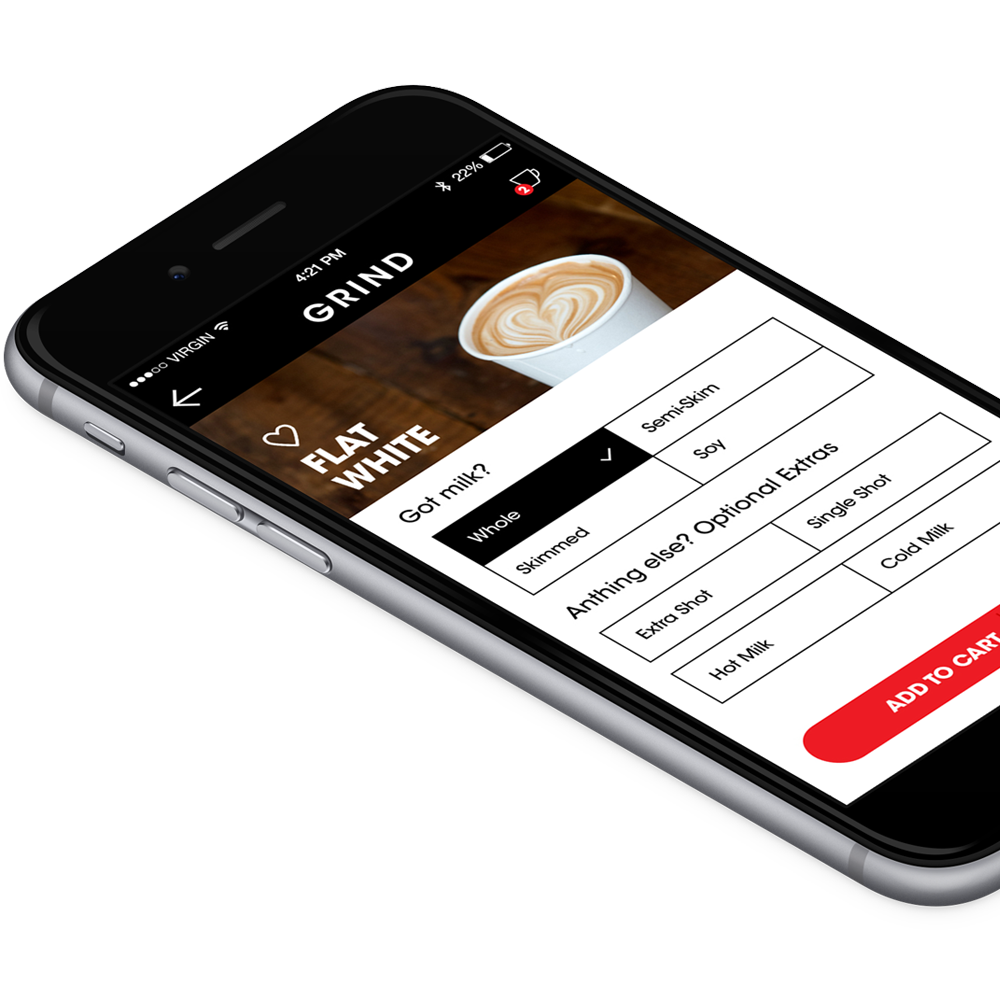 VIRGIN 4:21 PM 22%
GRIND
2
FLAT
WHITE
Got milk?
Whole
Semi-Skim
Skimmed
Soy
Anthing else? Optional Extras
Extra Shot
Single Shot
Hot Milk
Cold Milk
ADD TO CART